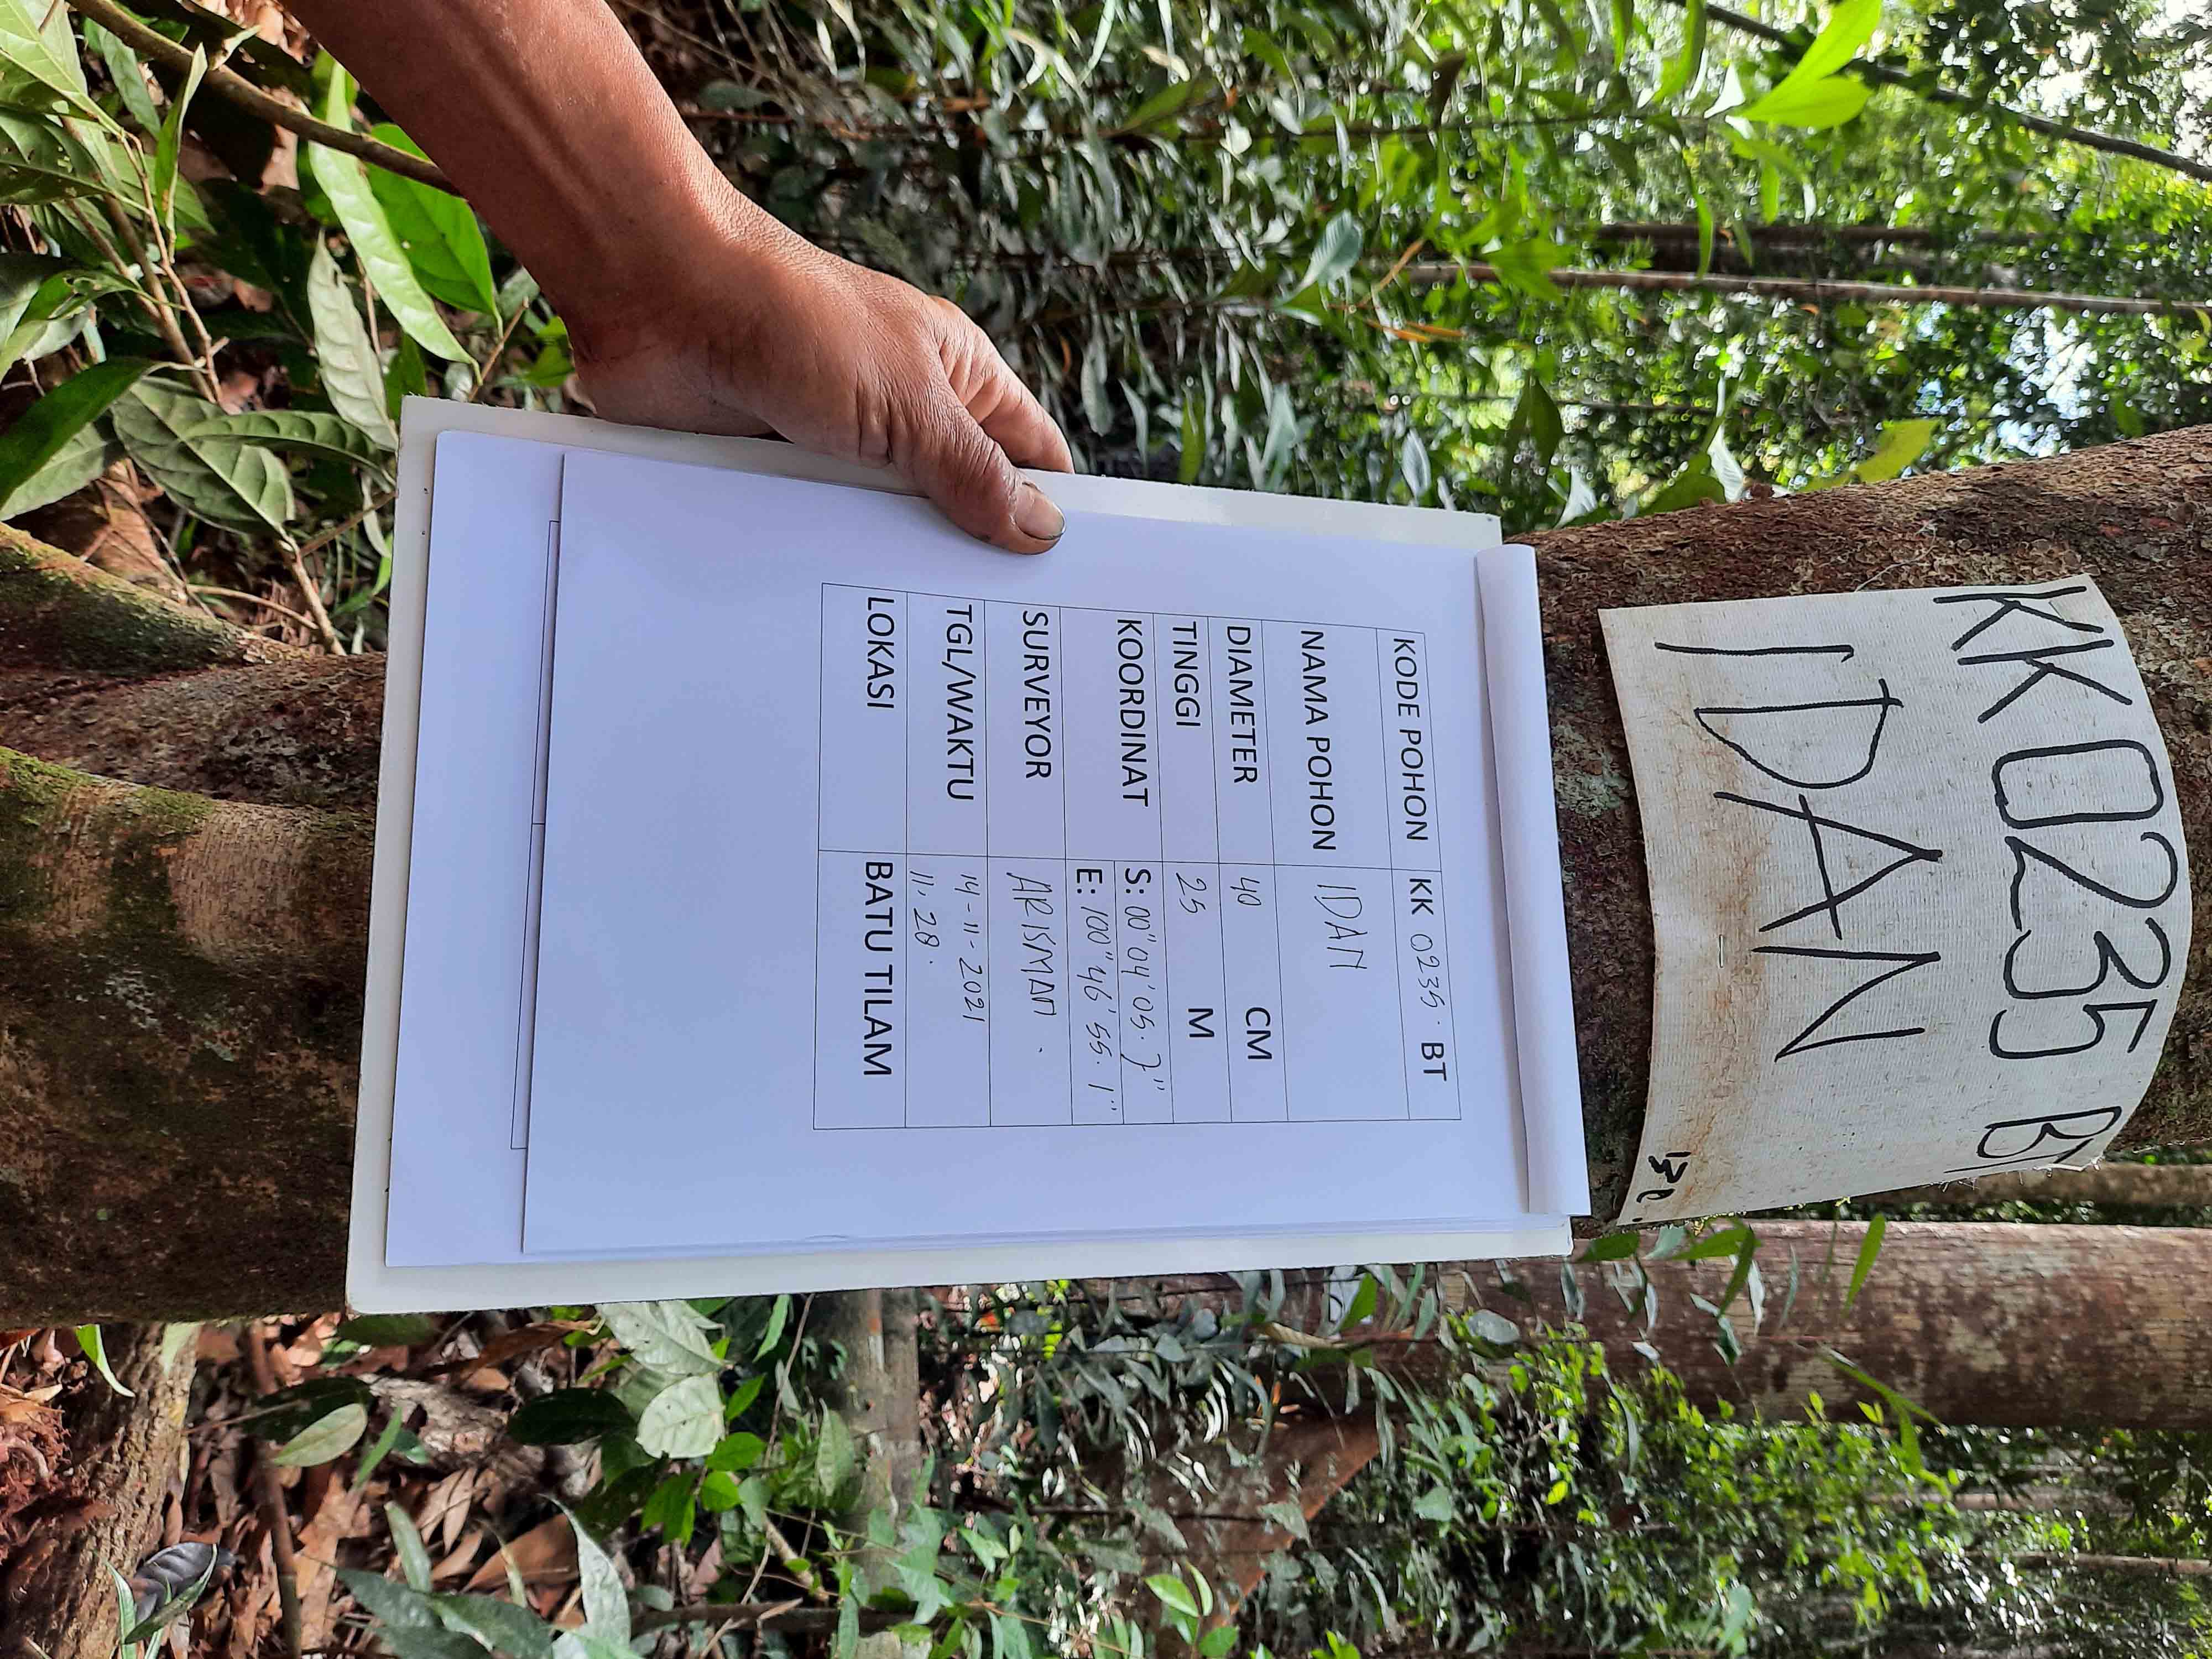 KK 0235 BT
IDAN
KODE POHON KK 0235. BT
NAMA POHON IDAN
DIAMETER 40 CM
TINGGI 25 M
KOORDINAT S: 00"04'05.7"
E: 100"46'55.1"
SURVEYOR ARISMAN.
TGL/WAKTU 14-11-2021
11.28.
LOKASI BATU TILAM